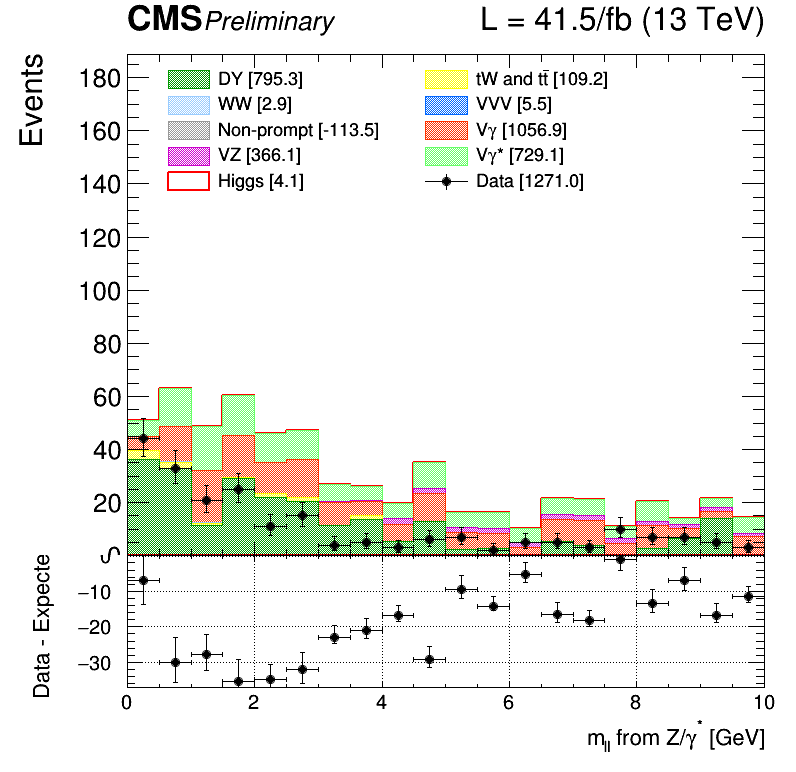 CMS Preliminary L = 41.5/fb (13 TeV)
Events
180
160
140
120
100
80
60
40
20
0
DY [795.3]
WW [2.9]
Non-prompt [-113.5]
VZ [366.1]
Higgs [4.1]
tW and tt̄ [109.2]
VVV [5.5]
Vγ [1056.9]
Vγ* [729.1]
Data [1271.0]
Data - Expecte
−10
−20
−30
0 2 4 6 8 10
m_ll from Z/γ* [GeV]